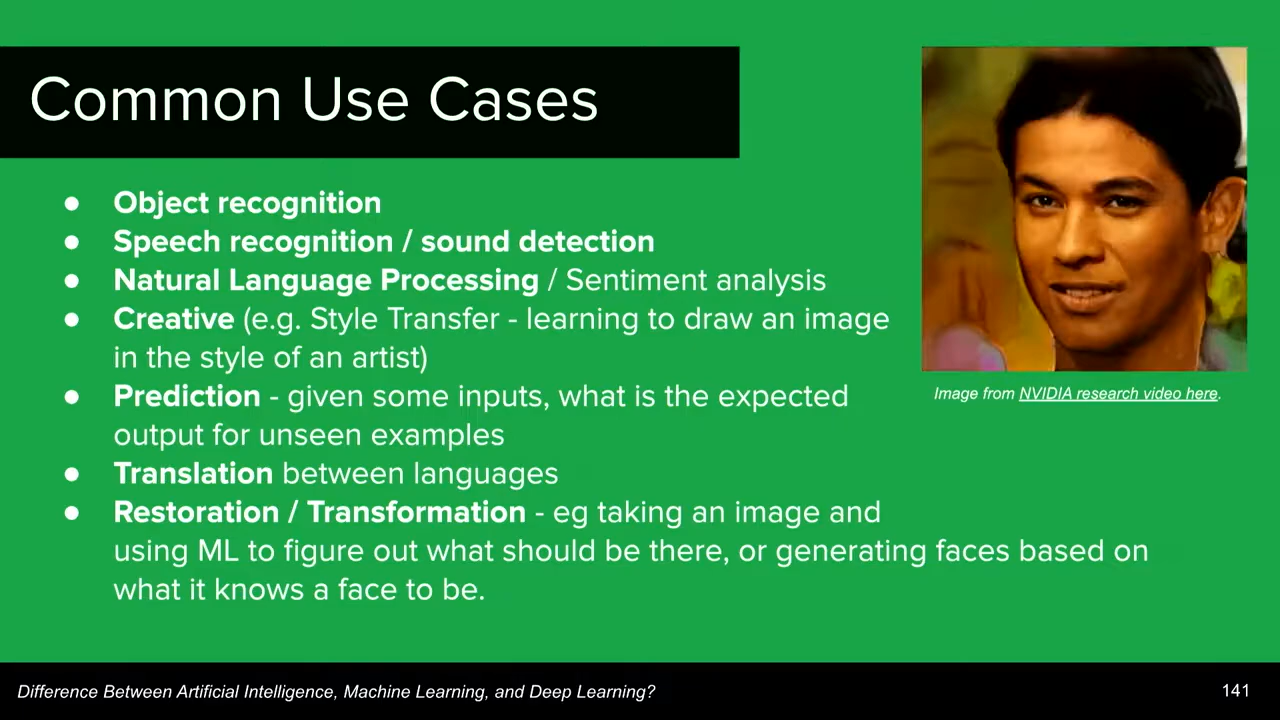 Common Use Cases
● Object recognition
● Speech recognition / sound detection
● Natural Language Processing / Sentiment analysis
● Creative (e.g. Style Transfer - learning to draw an image
in the style of an artist)
● Prediction - given some inputs, what is the expected
output for unseen examples
● Translation between languages
● Restoration / Transformation - eg taking an image and
using ML to figure out what should be there, or generating faces based on
what it knows a face to be.
Image from NVIDIA research video here.
Difference Between Artificial Intelligence, Machine Learning, and Deep Learning?
141